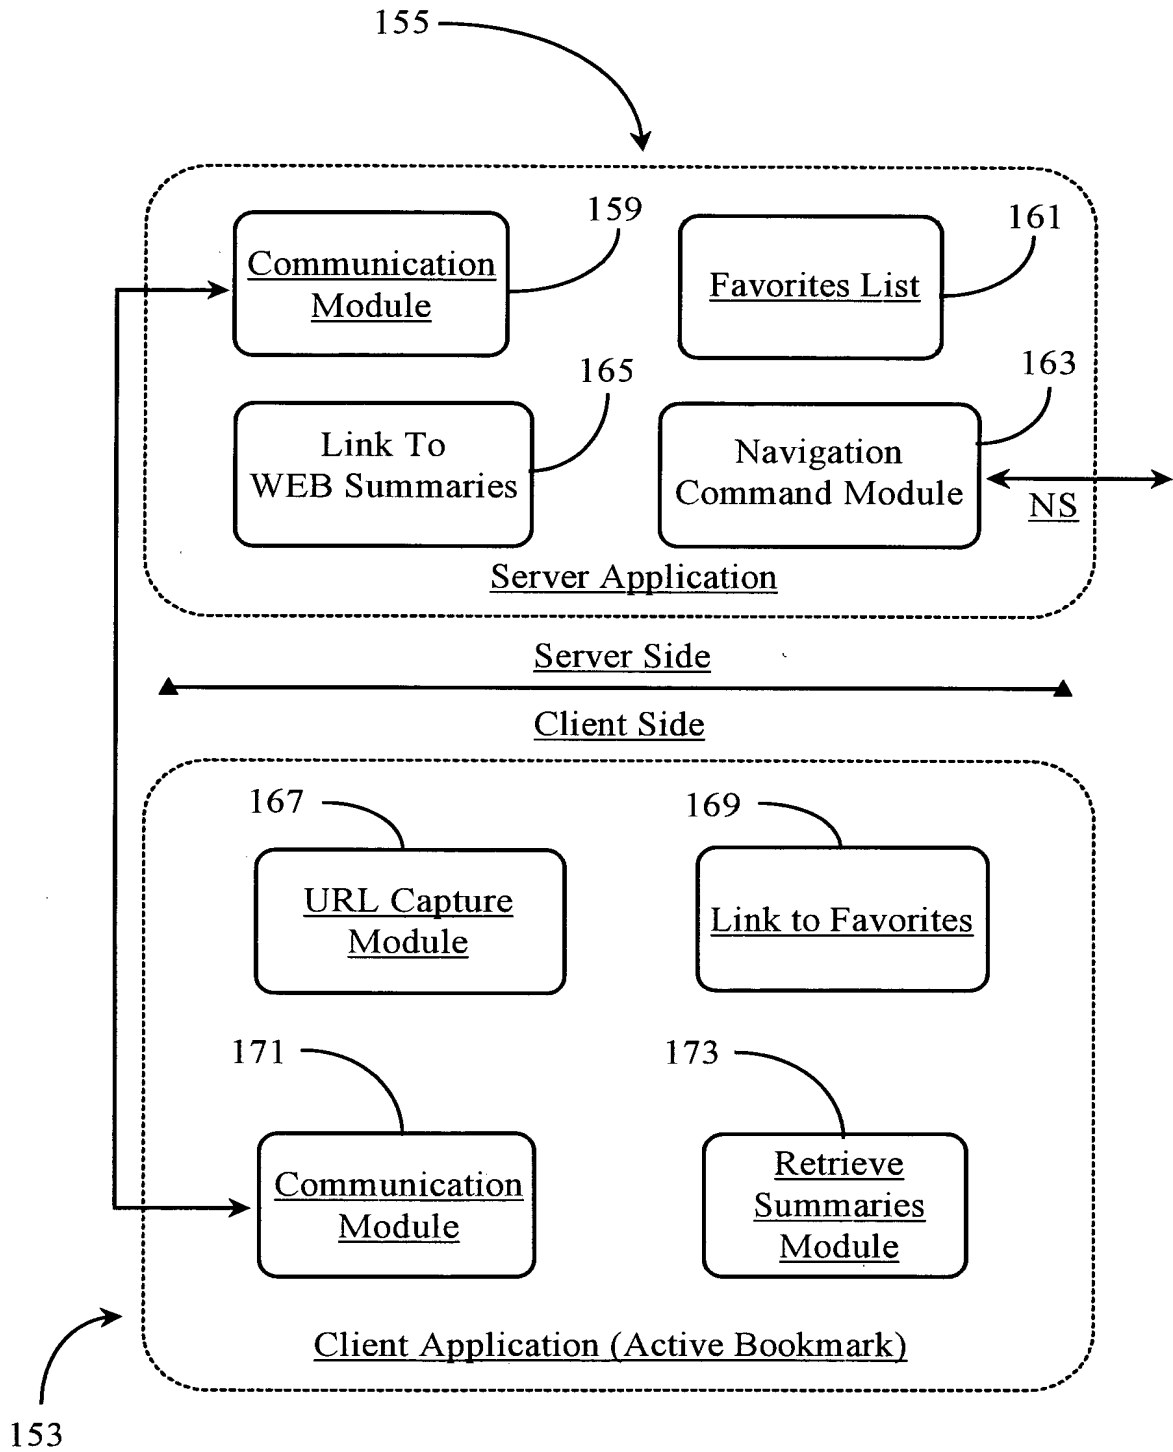 155
159
161
Communication
Module
Favorites List
165
163
Link To
WEB Summaries
Navigation
Command Module
NS
Server Application
Server Side
Client Side
167
169
URL Capture
Module
Link to Favorites
171
173
Communication
Module
Retrieve
Summaries
Module
Client Application (Active Bookmark)
153